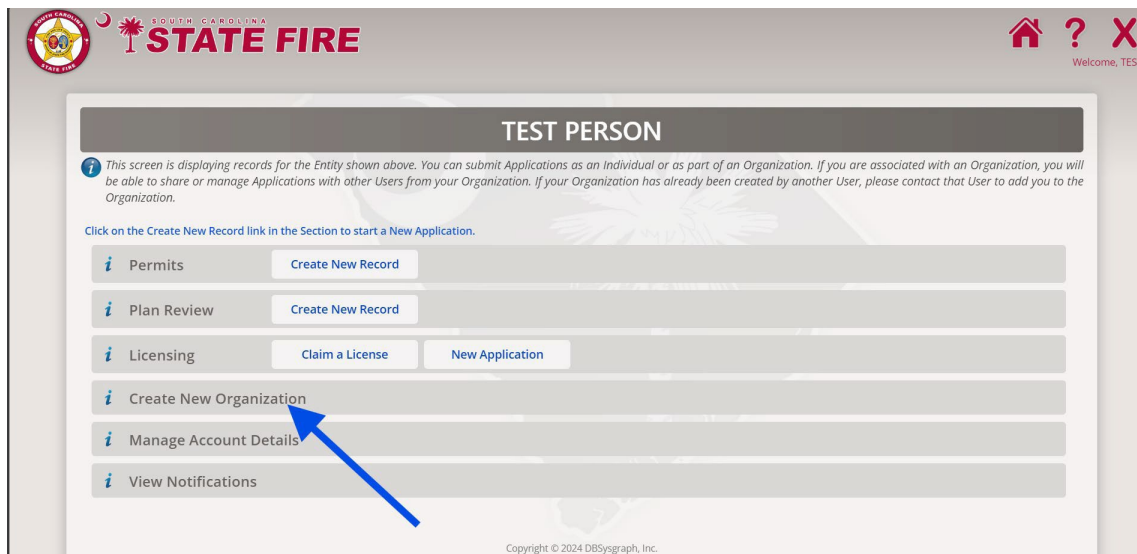 SOUTH CAROLINA
STATE FIRE
SOUTH CAROLINA
STATE FIRE
Welcome, TES
TEST PERSON
This screen is displaying records for the Entity shown above. You can submit Applications as an Individual or as part of an Organization. If you are associated with an Organization, you will
be able to share or manage Applications with other Users from your Organization. If your Organization has already been created by another User, please contact that User to add you to the
Organization.
Click on the Create New Record link in the Section to start a New Application.
Permits Create New Record
Plan Review Create New Record
Licensing Claim a License New Application
Create New Organization
Manage Account Details
View Notifications
Copyright © 2024 DBSysgraph, Inc.